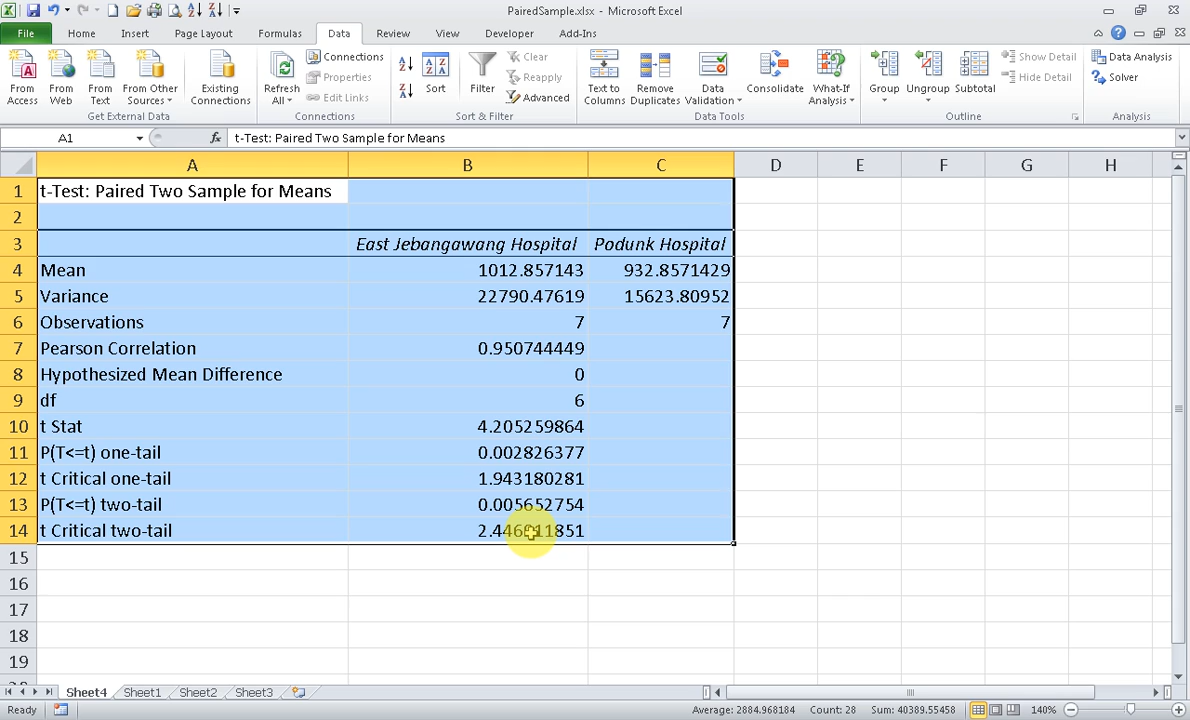 PairedSample.xlsx - Microsoft Excel
File Home Insert Page Layout Formulas Data Review View Developer Add-Ins
From Access
From Web
From Text
From Other Sources
Existing Connections
Get External Data
Refresh All
Connections
Properties
Edit Links
Connections
Sort
Filter
Clear
Reapply
Advanced
Sort & Filter
Text to Columns
Remove Duplicates
Data Validation
Consolidate
What-If Analysis
Data Tools
Group
Ungroup
Subtotal
Show Detail
Hide Detail
Outline
Data Analysis
Solver
Analysis
A1 fx t-Test: Paired Two Sample for Means
A B C D E F G H
1 t-Test: Paired Two Sample for Means
2
3 East Jebangawang Hospital Podunk Hospital
4 Mean 1012.857143 932.8571429
5 Variance 22790.47619 15623.80952
6 Observations 7 7
7 Pearson Correlation 0.950744449
8 Hypothesized Mean Difference 0
9 df 6
10 t Stat 4.205259864
11 P(T<=t) one-tail 0.002826377
12 t Critical one-tail 1.943180281
13 P(T<=t) two-tail 0.005652754
14 t Critical two-tail
15
16
17
18
19
Sheet4 Sheet1 Sheet2 Sheet3
Ready Average: 2884.968184 Count: 28 Sum: 40389.55458 140%